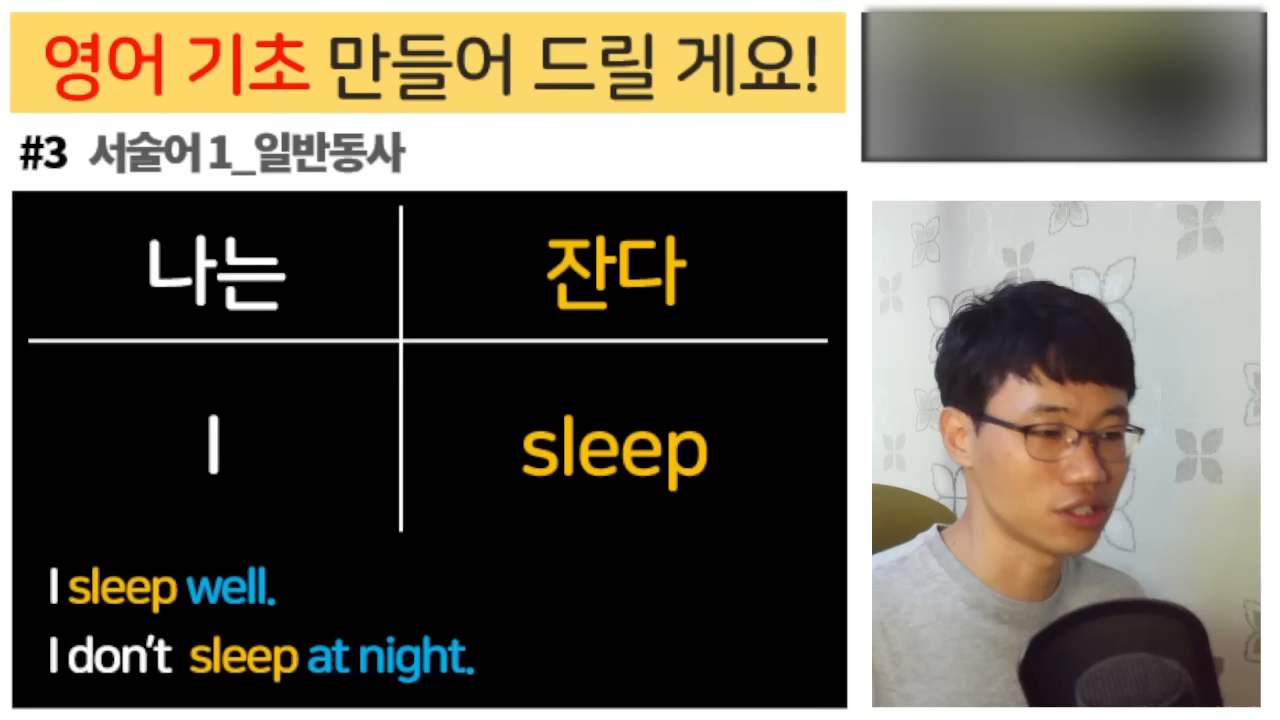 영어 기초 만들어 드릴 게요!
#3 서술어 1_일반동사
나는 잔다
I sleep
I sleep well.
I don't sleep at night.